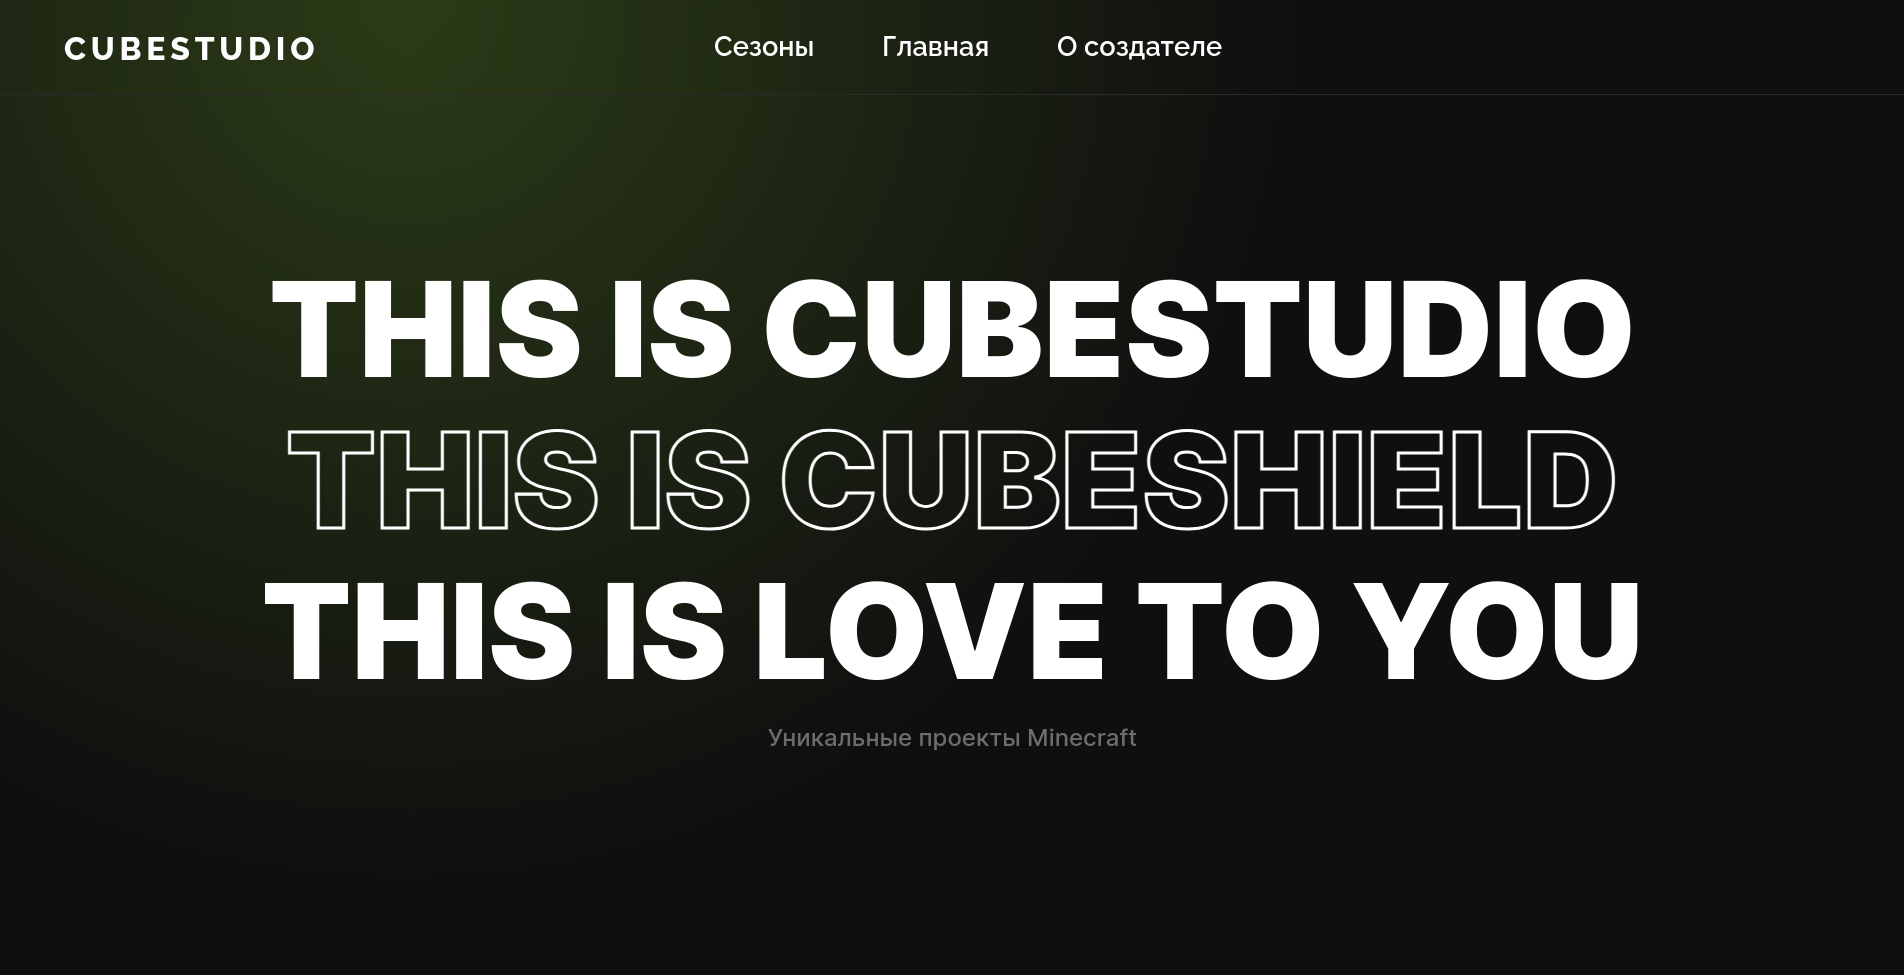 CUBESTUDIO
Сезоны Главная О создателе
THIS IS CUBESTUDIO
THIS IS CUBESHIELD
THIS IS LOVE TO YOU
Уникальные проекты Minecraft